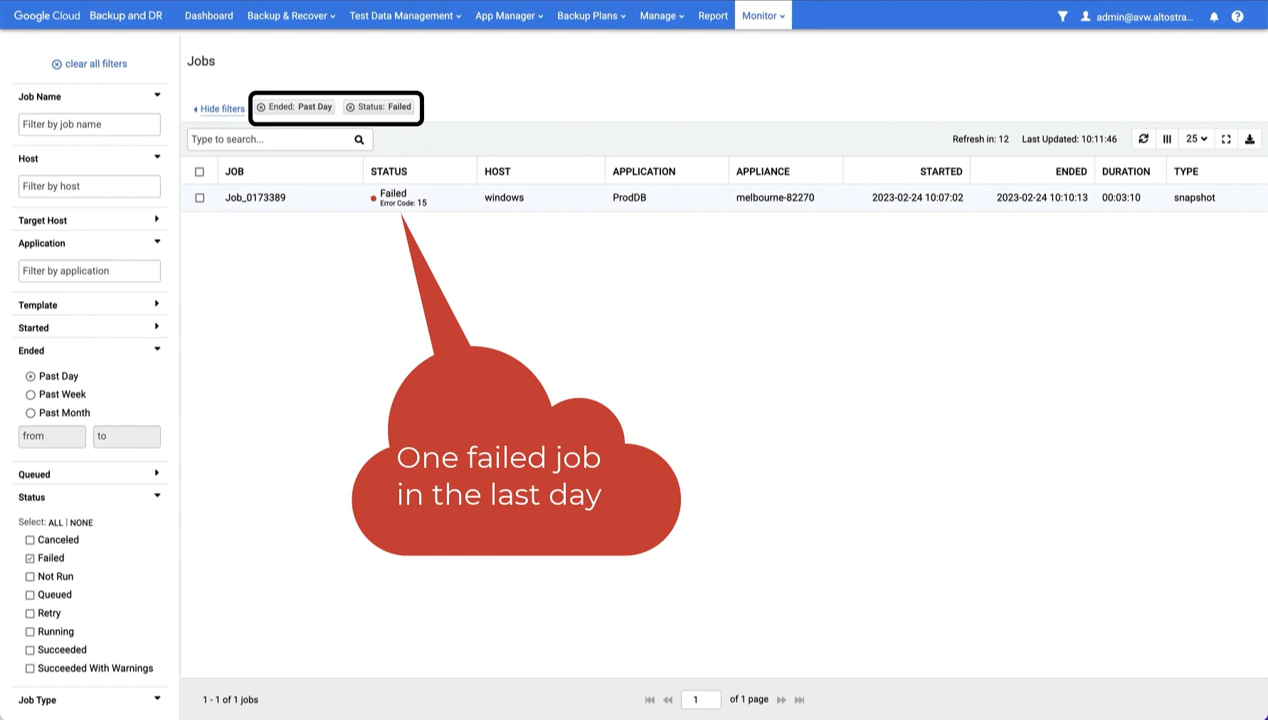 Google Cloud Backup and DR Dashboard Backup & Recover Test Data Management App Manager Backup Plans Manage Report Monitor admin@avw.altostra...
clear all filters
Job Name
Filter by job name
Host
Filter by host
Target Host
Application
Filter by application
Template
Started
Ended
Past Day
Past Week
Past Month
from to
Queued
Status
Select: ALL | NONE
Canceled
Failed
Not Run
Queued
Retry
Running
Succeeded
Succeeded With Warnings
Job Type
Jobs
Hide filters Ended: Past Day Status: Failed
Type to search... Refresh in: 12 Last Updated: 10:11:46 25
JOB STATUS HOST APPLICATION APPLIANCE STARTED ENDED DURATION TYPE
Job_0173389 Failed windows ProdDB melbourne-82270 2023-02-24 10:07:02 2023-02-24 10:10:13 00:03:10 snapshot
Error Code: 15
One failed job
in the last day
1 - 1 of 1 jobs 1 of 1 page